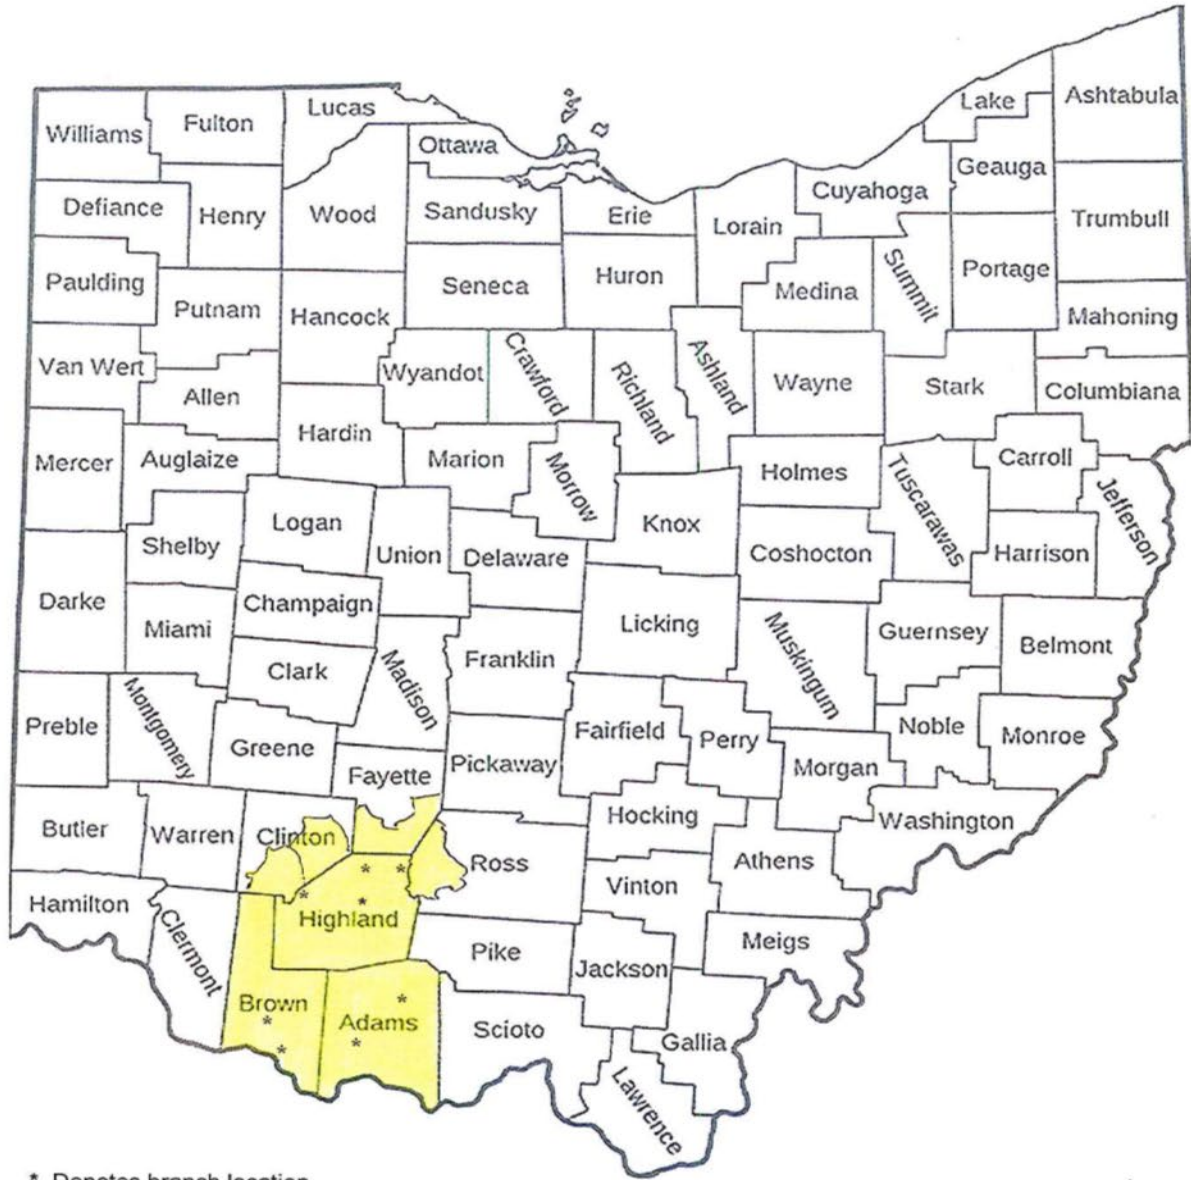 Williams
Fulton
Lucas
Ottawa
Lake
Ashtabula
Geauga
Cuyahoga
Defiance
Henry
Wood
Sandusky
Erie
Lorain
Trumbull
Paulding
Putnam
Hancock
Seneca
Huron
Medina
Summit
Portage
Mahoning
Van Wert
Allen
Wyandot
Crawford
Richland
Ashland
Wayne
Stark
Columbiana
Mercer
Auglaize
Hardin
Marion
Morrow
Holmes
Tuscarawas
Carroll
Jefferson
Shelby
Logan
Union
Delaware
Knox
Coshocton
Harrison
Darke
Miami
Champaign
Clark
Madison
Franklin
Licking
Muskingum
Guernsey
Belmont
Preble
Montgomery
Greene
Fayette
Pickaway
Fairfield
Perry
Morgan
Noble
Monroe
Butler
Warren
Clinton
Ross
Hocking
Athens
Washington
Hamilton
Clermont
* *
* *
Highland
Vinton
Pike
Jackson
Meigs
Brown
*
*
Adams
*
*
Scioto
Gallia
Lawrence
* Denotes branch location